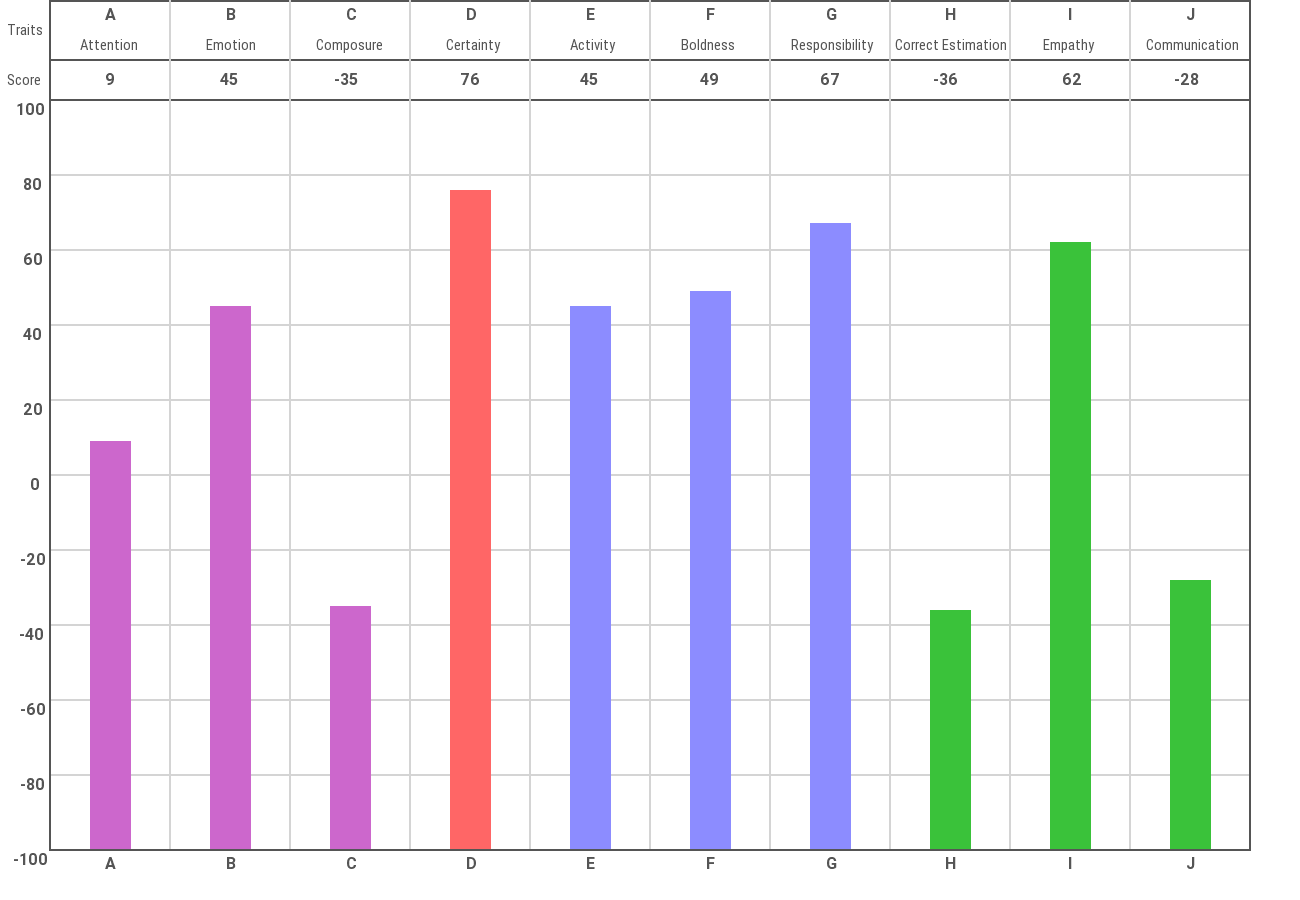 Traits A B C D E F G H I J
Attention Emotion Composure Certainty Activity Boldness Responsibility Correct Estimation Empathy Communication
Score 9 45 -35 76 45 49 67 -36 62 -28
100
80
60
40
20
0
-20
-40
-60
-80
-100
A B C D E F G H I J